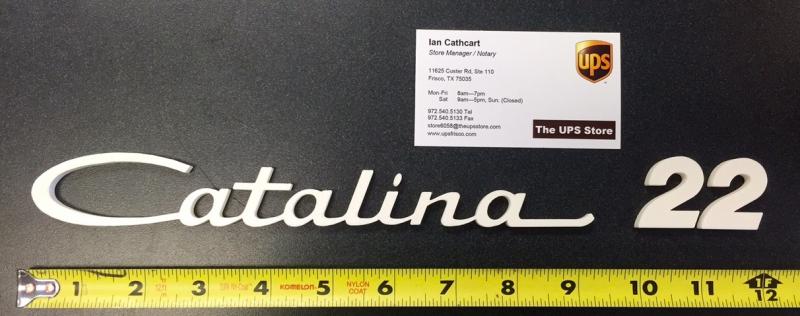 Ian Cathcart
Store Manager / Notary
ups
11625 Custer Rd, Ste 110
Frisco, TX 75035
Mon-Fri 8am—7pm
Sat 9am—5pm, Sun: (Closed)
972.540.5130 Tel
972.540.5133 Fax
store6058@theupsstore.com
www.upsfrisco.com
The UPS Store
Catalina 22
1 2 3 4 KOMELON 5 NYLON COAT 6 7 8 9 10 11 1F 12